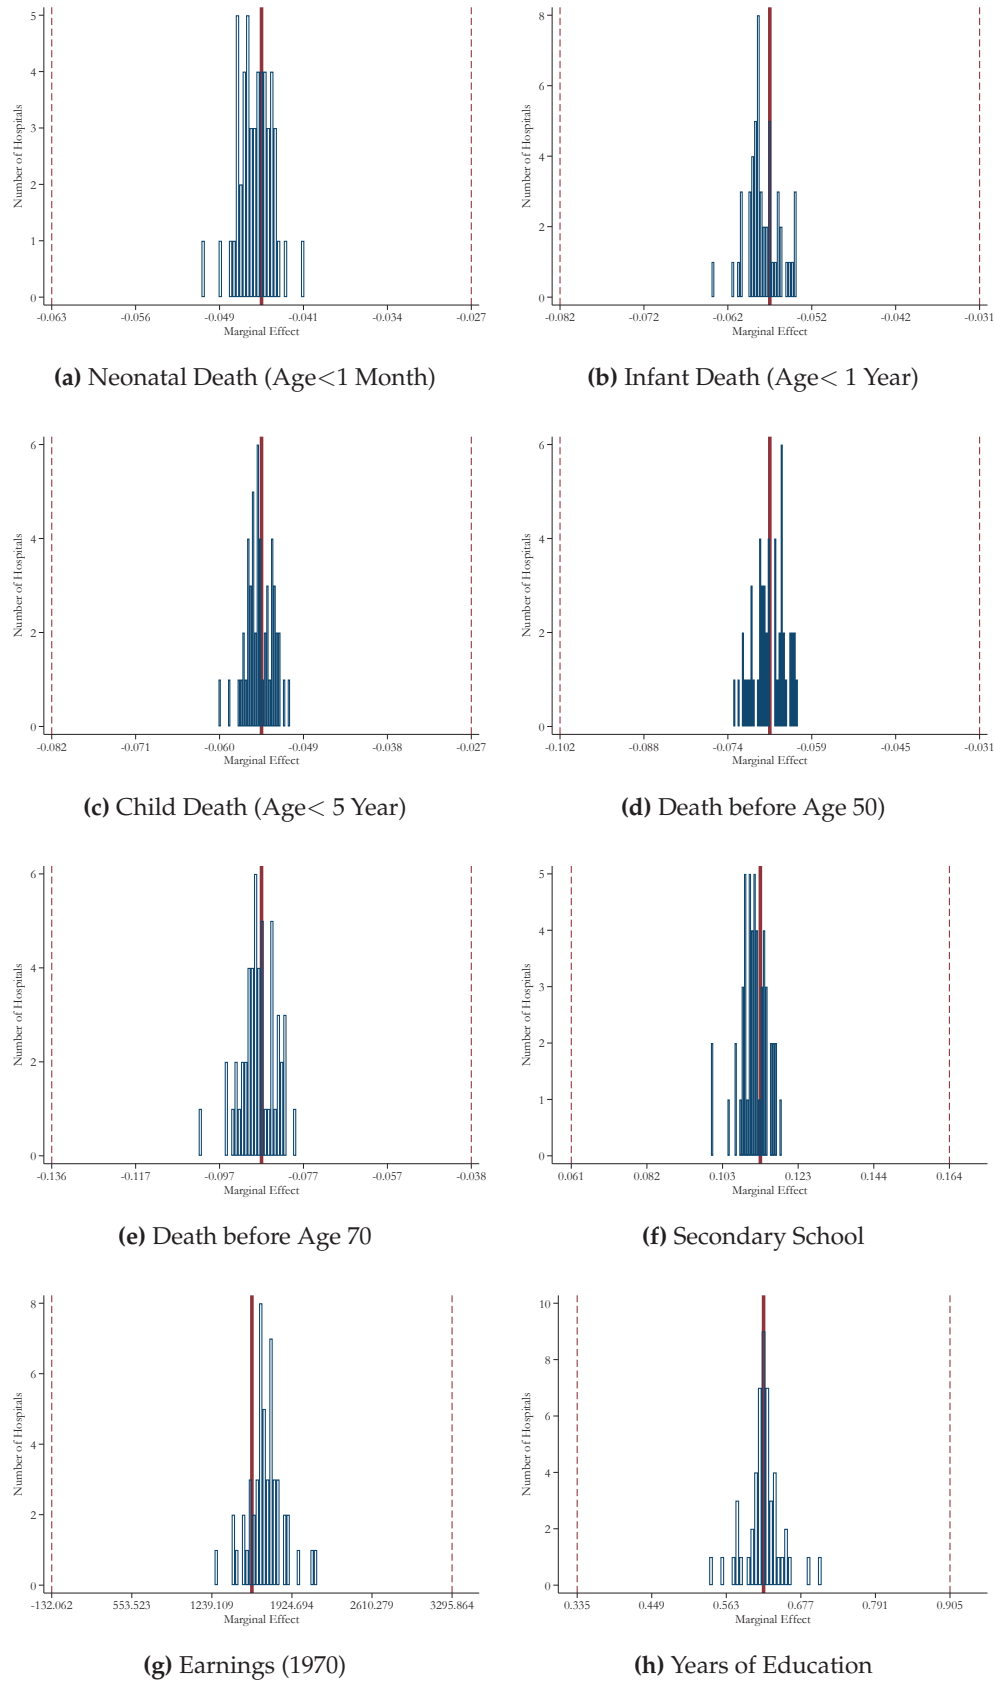 Number of Hospitals
5
4
3
2
1
0
-0.063 -0.056 -0.049 -0.041 -0.034 -0.027
Marginal Effect
(a) Neonatal Death (Age<1 Month)
Number of Hospitals
8
6
4
2
0
-0.082 -0.072 -0.062 -0.052 -0.042 -0.031
Marginal Effect
(b) Infant Death (Age< 1 Year)
Number of Hospitals
6
4
2
0
-0.082 -0.071 -0.060 -0.049 -0.038 -0.027
Marginal Effect
(c) Child Death (Age< 5 Year)
Number of Hospitals
6
4
2
0
-0.102 -0.088 -0.074 -0.059 -0.045 -0.031
Marginal Effect
(d) Death before Age 50)
Number of Hospitals
6
4
2
0
-0.136 -0.117 -0.097 -0.077 -0.057 -0.038
Marginal Effect
(e) Death before Age 70
Number of Hospitals
5
4
3
2
1
0
0.061 0.082 0.103 0.123 0.144 0.164
Marginal Effect
(f) Secondary School
Number of Hospitals
8
6
4
2
0
-132.062 553.523 1239.109 1924.694 2610.279 3295.864
Marginal Effect
(g) Earnings (1970)
Number of Hospitals
10
8
6
4
2
0
0.335 0.449 0.563 0.677 0.791 0.905
Marginal Effect
(h) Years of Education